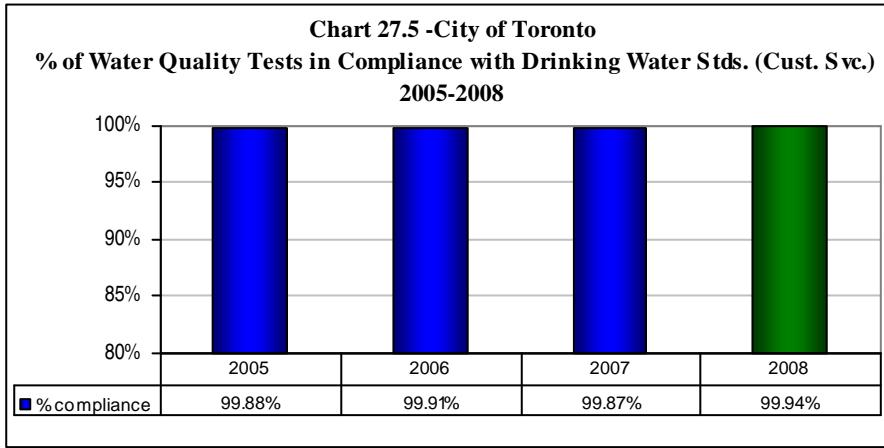 Chart 27.5 -City of Toronto
% of Water Quality Tests in Compliance with Drinking Water Stds. (Cust. Svc.)
2005-2008
100%
95%
90%
85%
80%
2005 2006 2007 2008
% compliance 99.88% 99.91% 99.87% 99.94%